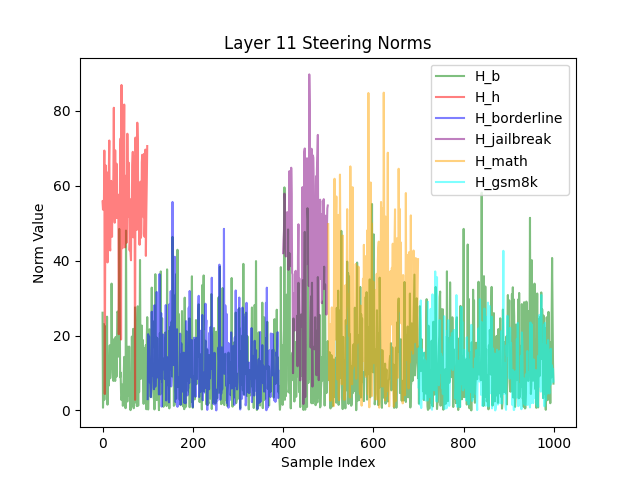 Layer 11 Steering Norms
H_b
H_h
H_borderline
H_jailbreak
H_math
H_gsm8k
Norm Value
80
60
40
20
0
0
200
400
600
800
1000
Sample Index